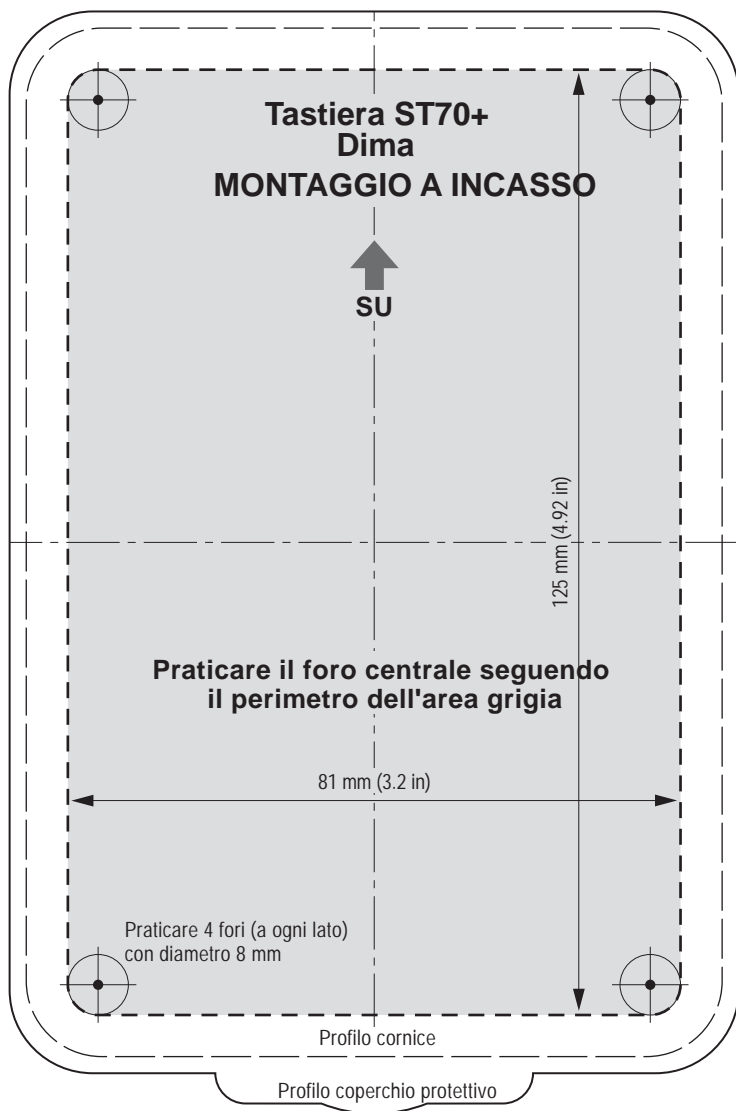 Tastiera ST70+
Dima
MONTAGGIO A INCASSO
SU
125 mm (4.92 in)
Praticare il foro centrale seguendo
il perimetro dell'area grigia
81 mm (3.2 in)
Praticare 4 fori (a ogni lato)
con diametro 8 mm
Profilo cornice
Profilo coperchio protettivo